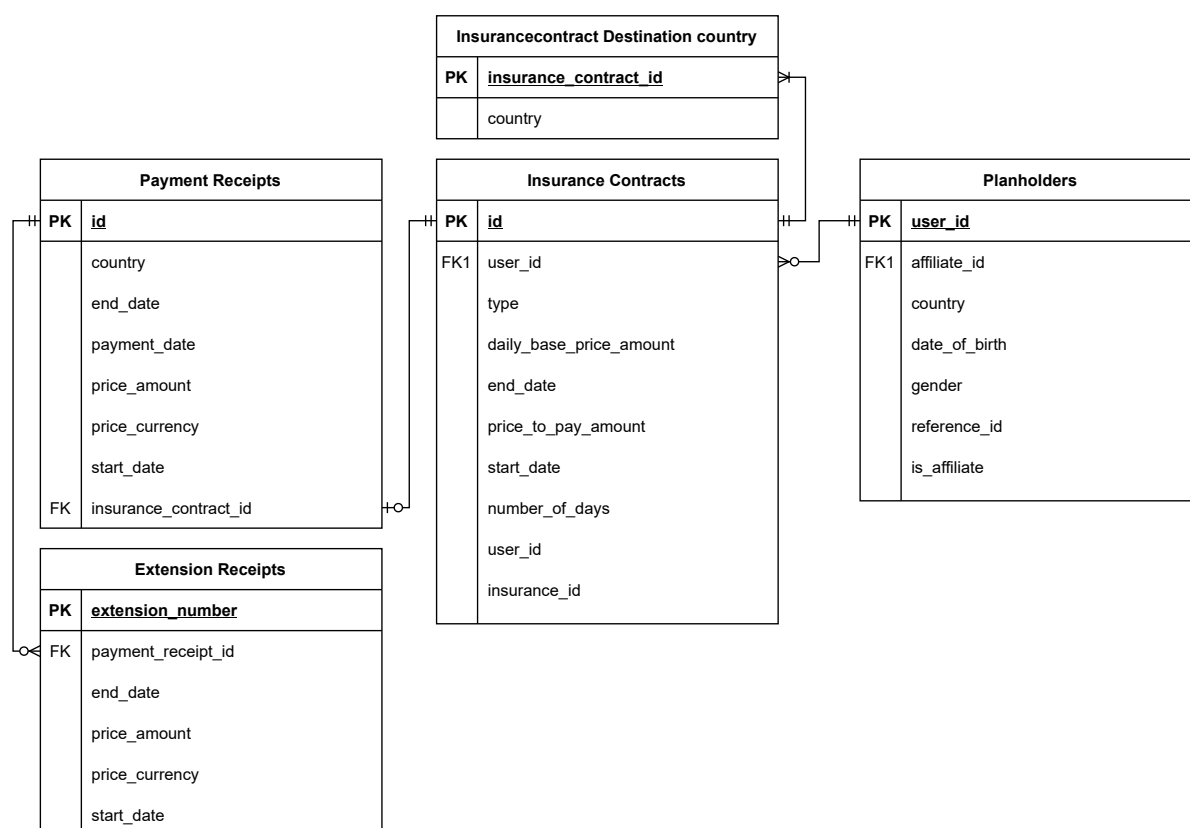 Insurancecontract Destination country
PK insurance_contract_id
country
Payment Receipts
PK id
country
end_date
payment_date
price_amount
price_currency
start_date
FK insurance_contract_id
Insurance Contracts
PK id
FK1 user_id
type
daily_base_price_amount
end_date
price_to_pay_amount
start_date
number_of_days
user_id
insurance_id
Planholders
PK user_id
FK1 affiliate_id
country
date_of_birth
gender
reference_id
is_affiliate
Extension Receipts
PK extension_number
FK payment_receipt_id
end_date
price_amount
price_currency
start_date